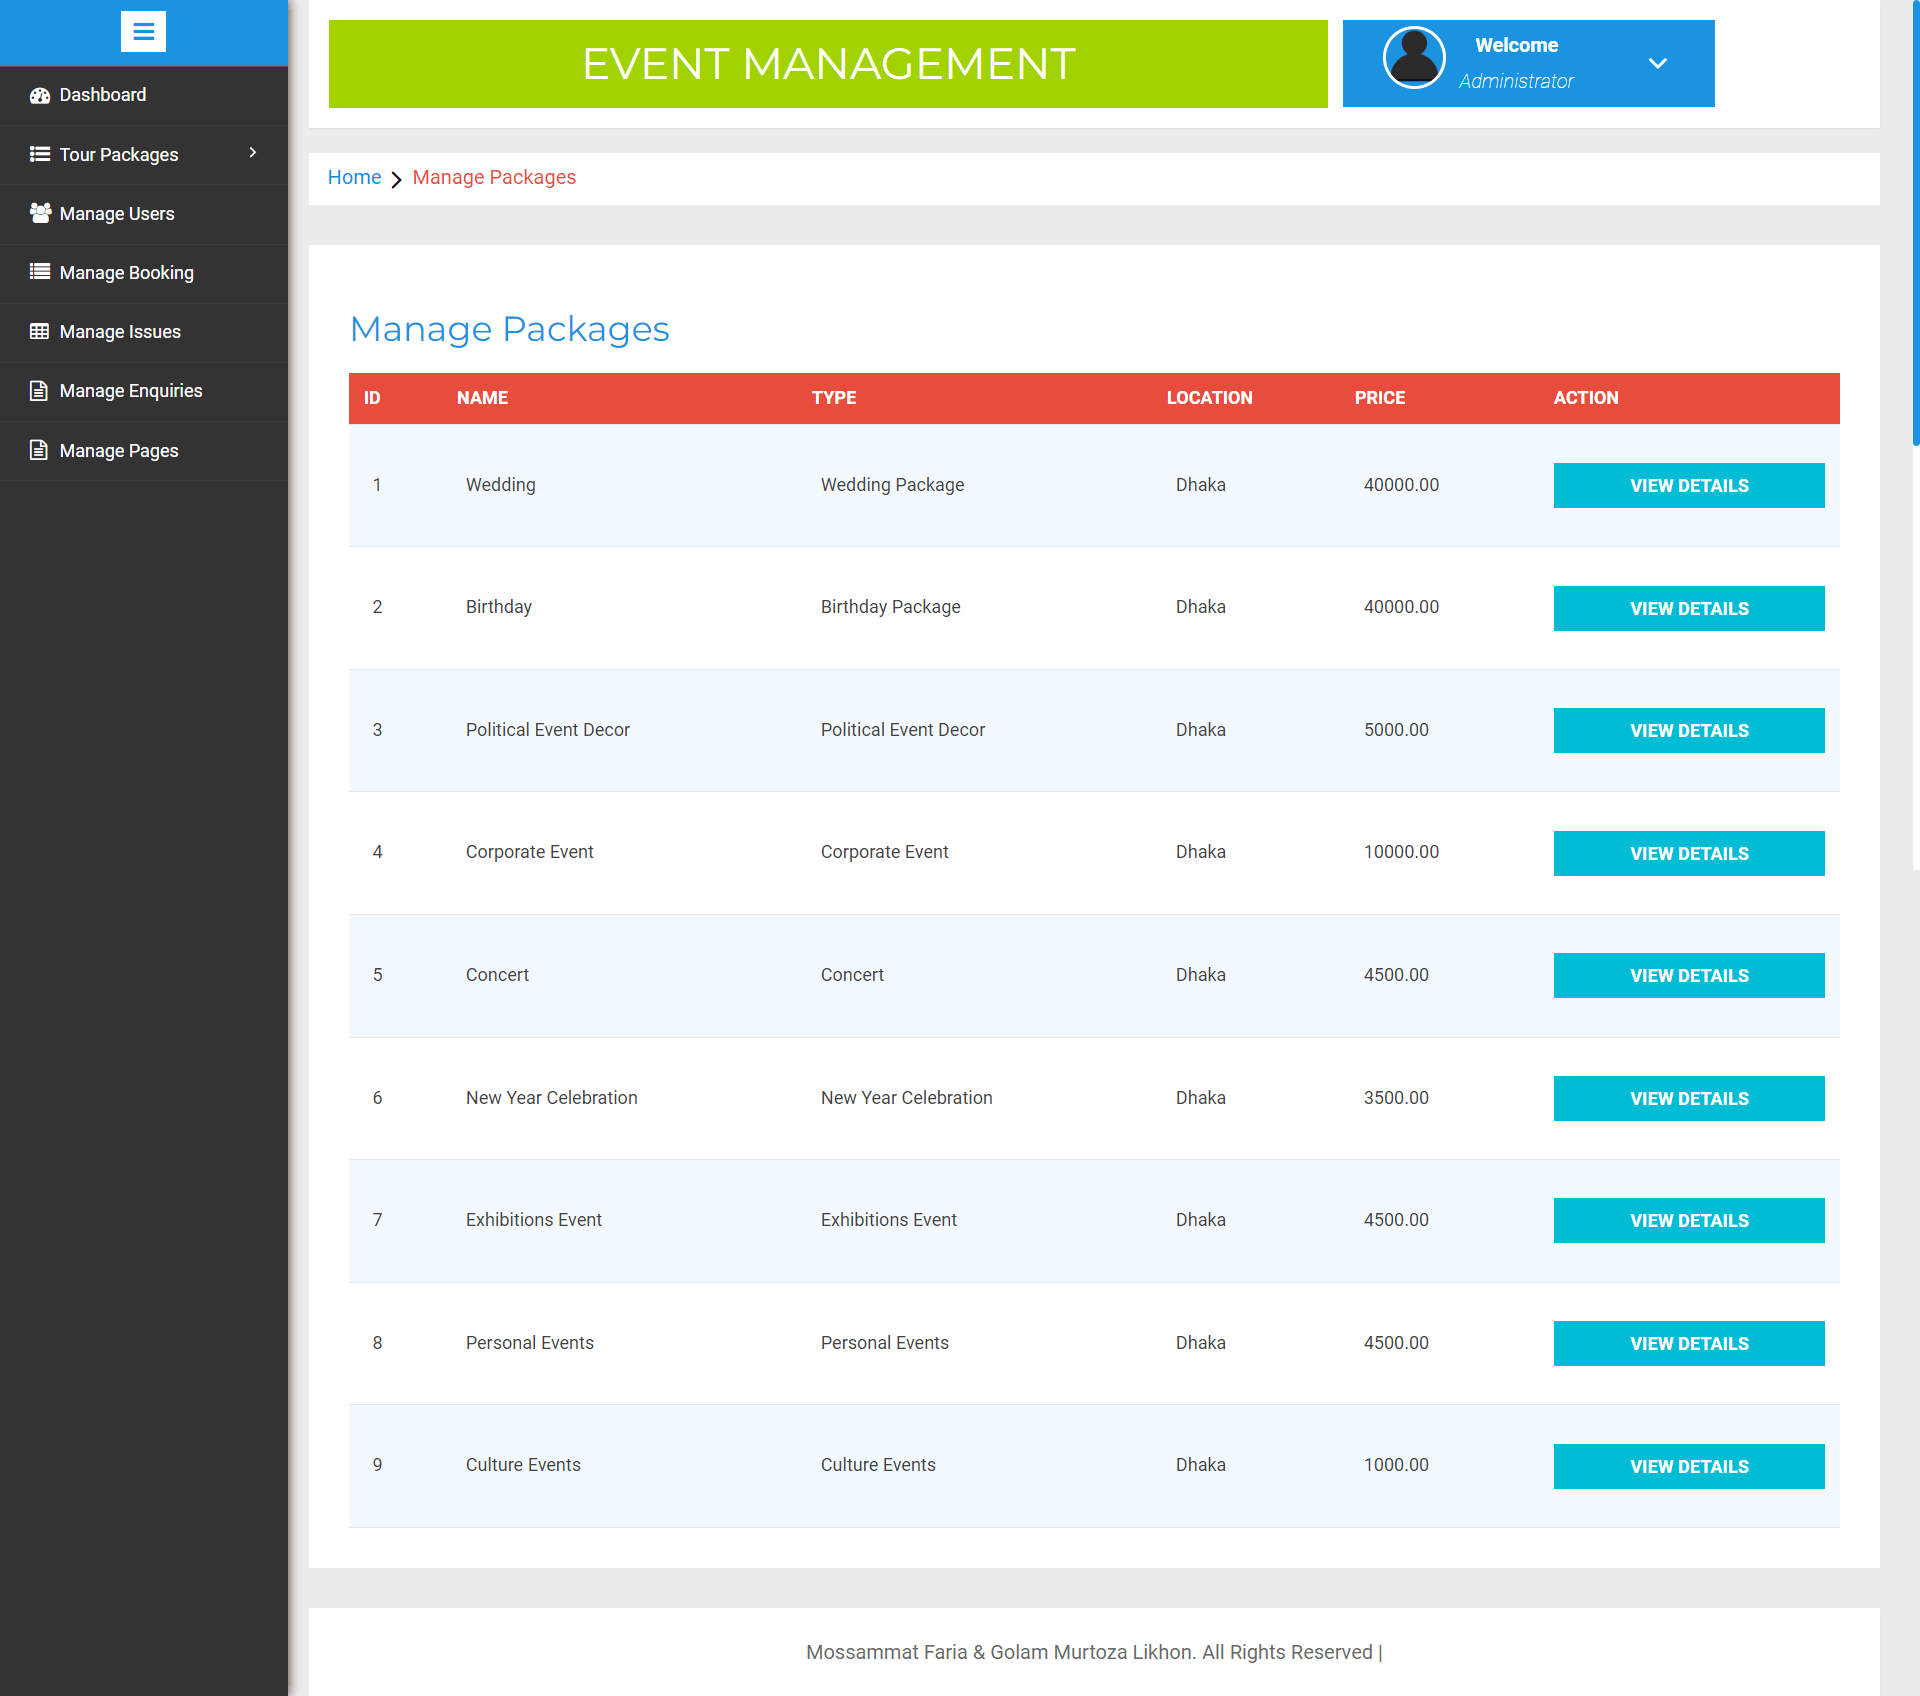 EVENT MANAGEMENT
Welcome
Administrator
Dashboard
Tour Packages
Manage Users
Manage Booking
Manage Issues
Manage Enquiries
Manage Pages
Home Manage Packages
Manage Packages
ID NAME TYPE LOCATION PRICE ACTION
1 Wedding Wedding Package Dhaka 40000.00 VIEW DETAILS
2 Birthday Birthday Package Dhaka 40000.00 VIEW DETAILS
3 Political Event Decor Political Event Decor Dhaka 5000.00 VIEW DETAILS
4 Corporate Event Corporate Event Dhaka 10000.00 VIEW DETAILS
5 Concert Concert Dhaka 4500.00 VIEW DETAILS
6 New Year Celebration New Year Celebration Dhaka 3500.00 VIEW DETAILS
7 Exhibitions Event Exhibitions Event Dhaka 4500.00 VIEW DETAILS
8 Personal Events Personal Events Dhaka 4500.00 VIEW DETAILS
9 Culture Events Culture Events Dhaka 1000.00 VIEW DETAILS
Mossammat Faria & Golam Murtoza Likhon. All Rights Reserved |